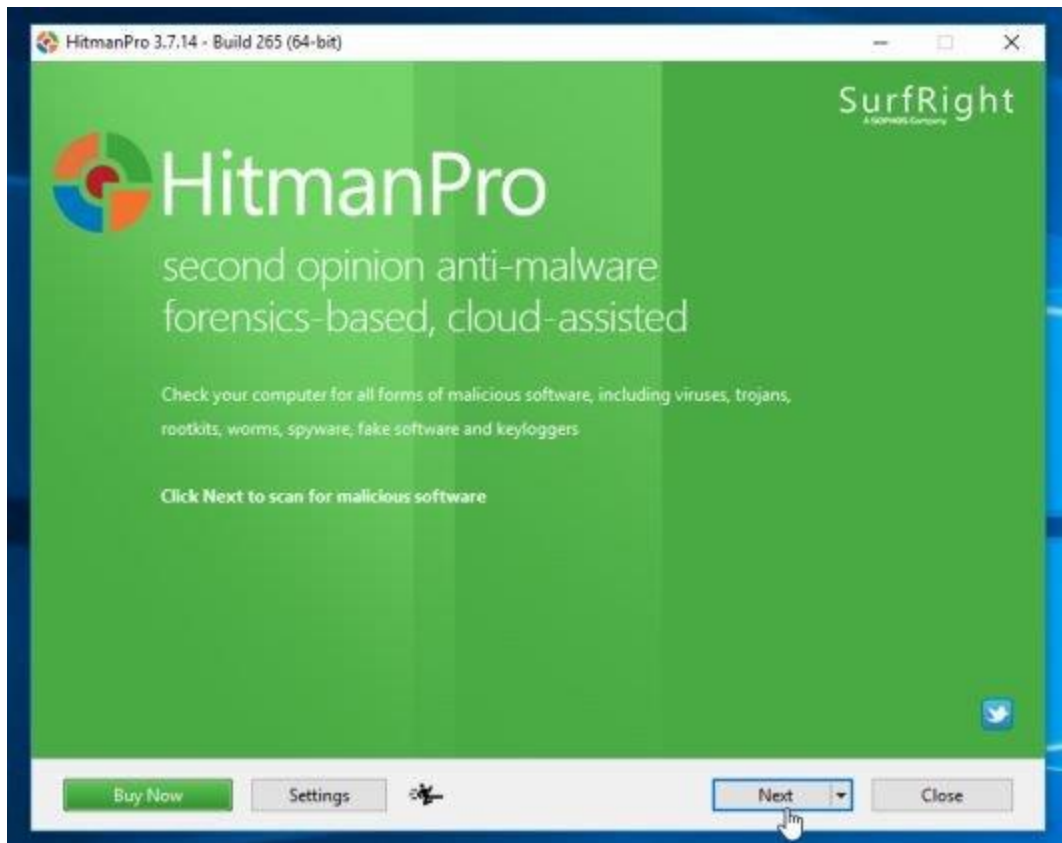 HitmanPro 3.7.14 - Build 265 (64-bit)
SurfRight
A SOPHOS Company
HitmanPro
second opinion anti-malware
forensics-based, cloud-assisted
Check your computer for all forms of malicious software, including viruses, trojans,
rootkits, worms, spyware, fake software and keyloggers
Click Next to scan for malicious software
Buy Now
Settings
Next
Close